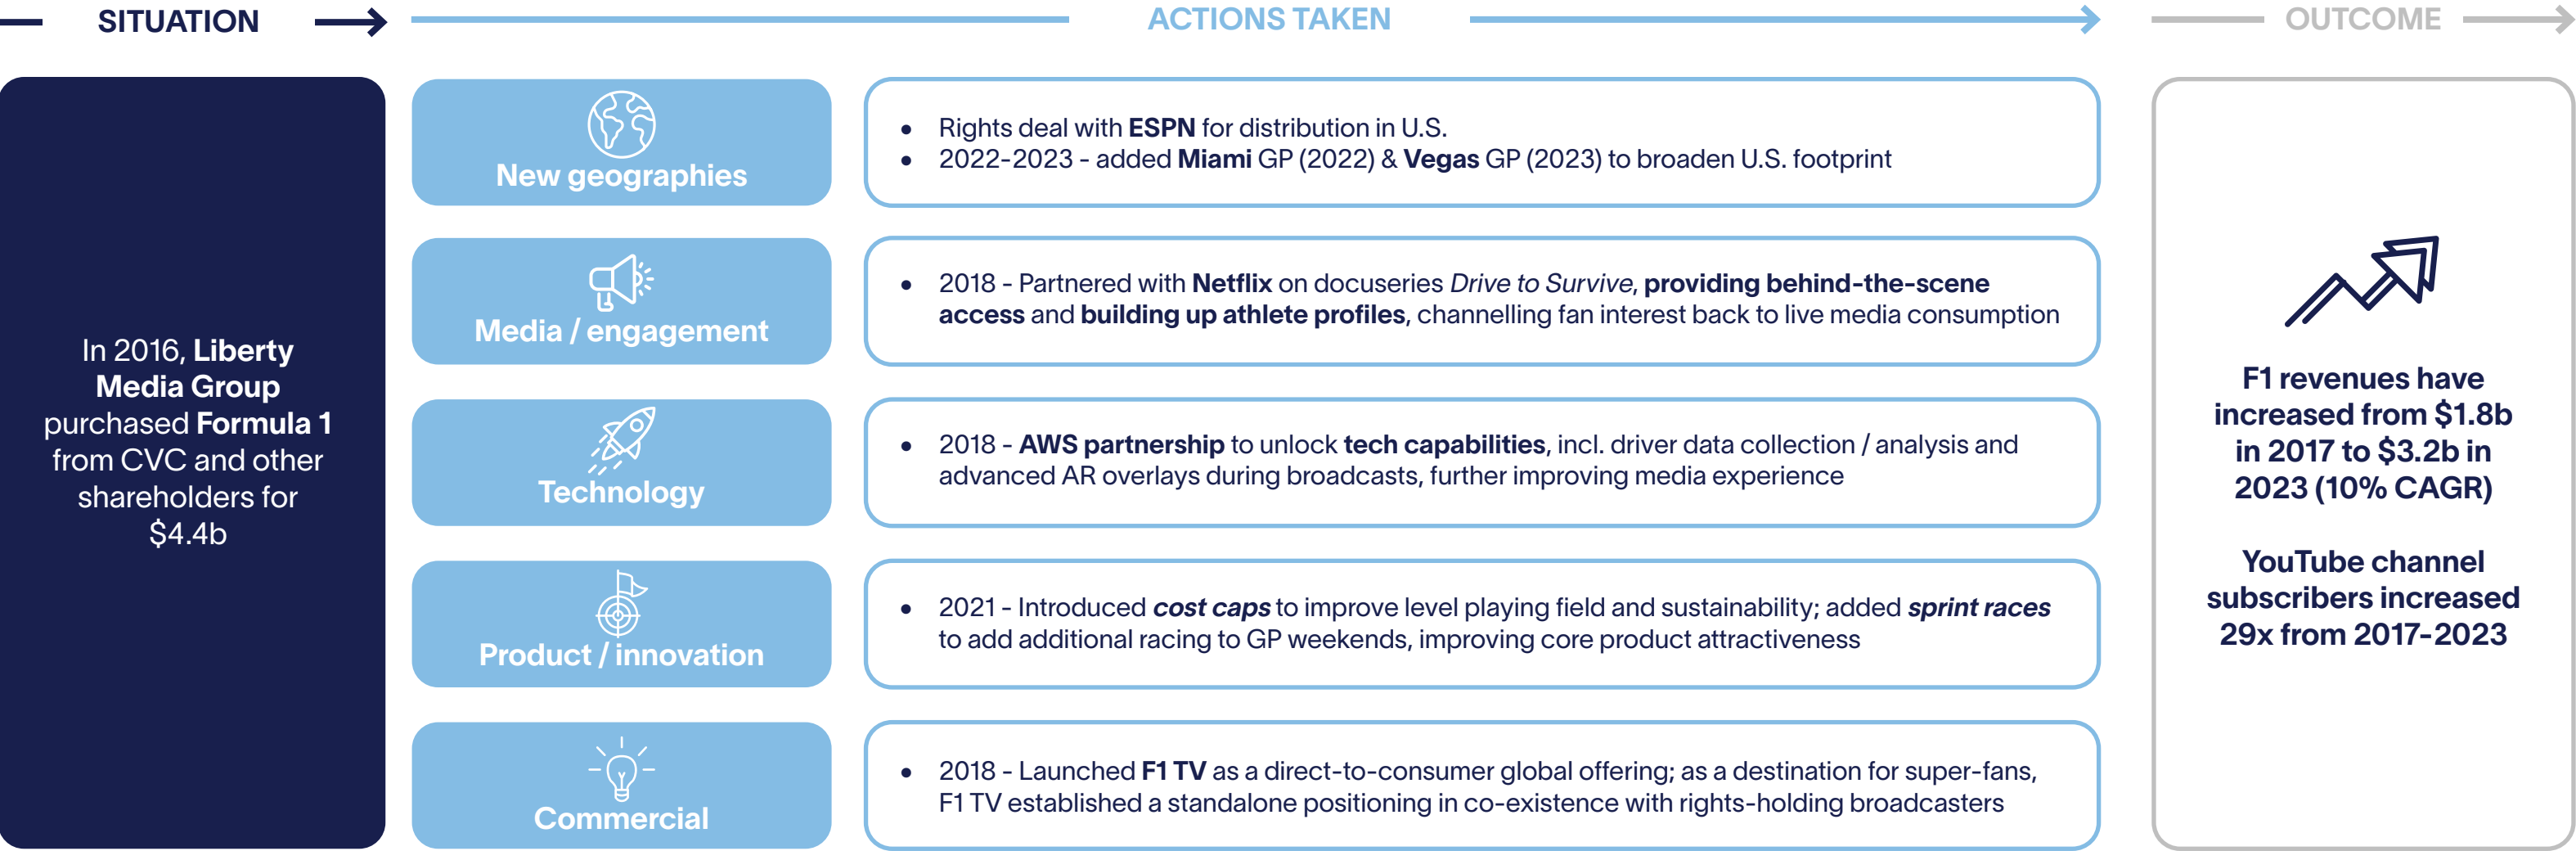 SITUATION
ACTIONS TAKEN
OUTCOME
In 2016, Liberty
Media Group
purchased Formula 1
from CVC and other
shareholders for
$4.4b
New geographies
• Rights deal with ESPN for distribution in U.S.
• 2022-2023 - added Miami GP (2022) & Vegas GP (2023) to broaden U.S. footprint
Media / engagement
• 2018 - Partnered with Netflix on docuseries Drive to Survive, providing behind-the-scene
access and building up athlete profiles, channelling fan interest back to live media consumption
Technology
• 2018 - AWS partnership to unlock tech capabilities, incl. driver data collection / analysis and
advanced AR overlays during broadcasts, further improving media experience
Product / innovation
• 2021 - Introduced cost caps to improve level playing field and sustainability; added sprint races
to add additional racing to GP weekends, improving core product attractiveness
Commercial
• 2018 - Launched F1 TV as a direct-to-consumer global offering; as a destination for super-fans,
F1 TV established a standalone positioning in co-existence with rights-holding broadcasters
F1 revenues have
increased from $1.8b
in 2017 to $3.2b in
2023 (10% CAGR)
YouTube channel
subscribers increased
29x from 2017-2023